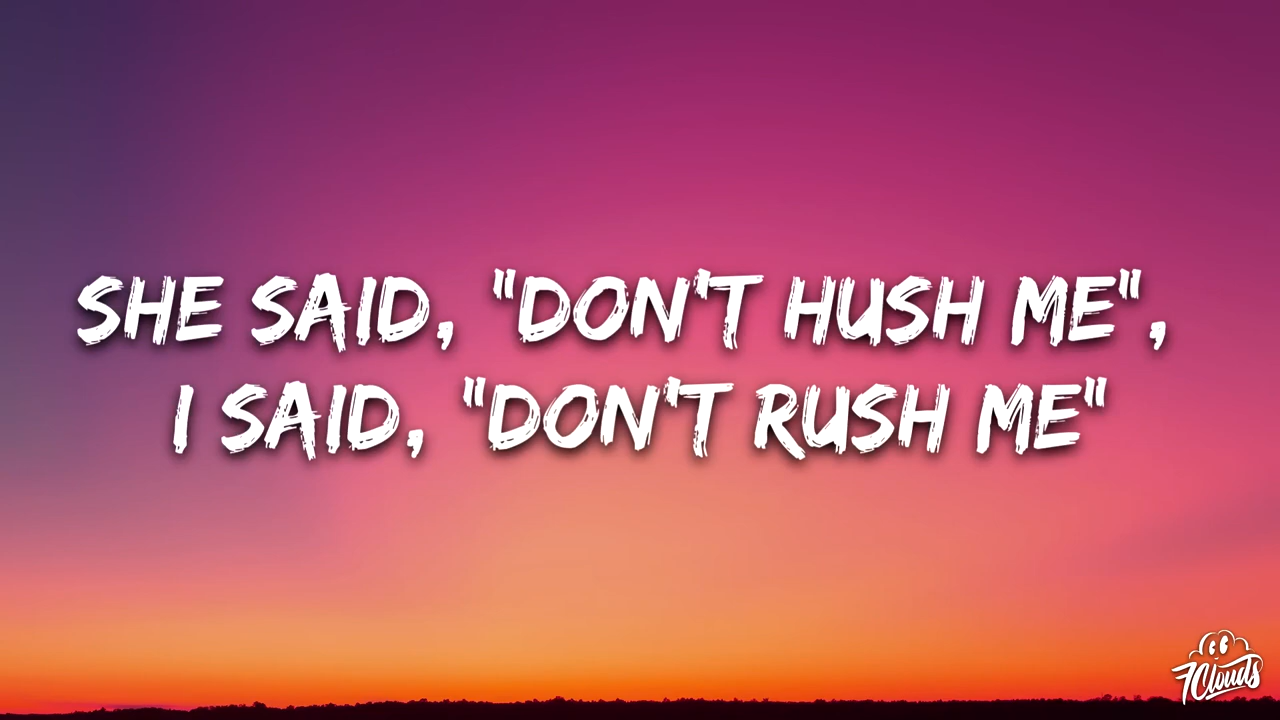 SHE SAID, "DON'T HUSH ME",
I SAID, "DON'T RUSH ME"
7Clouds